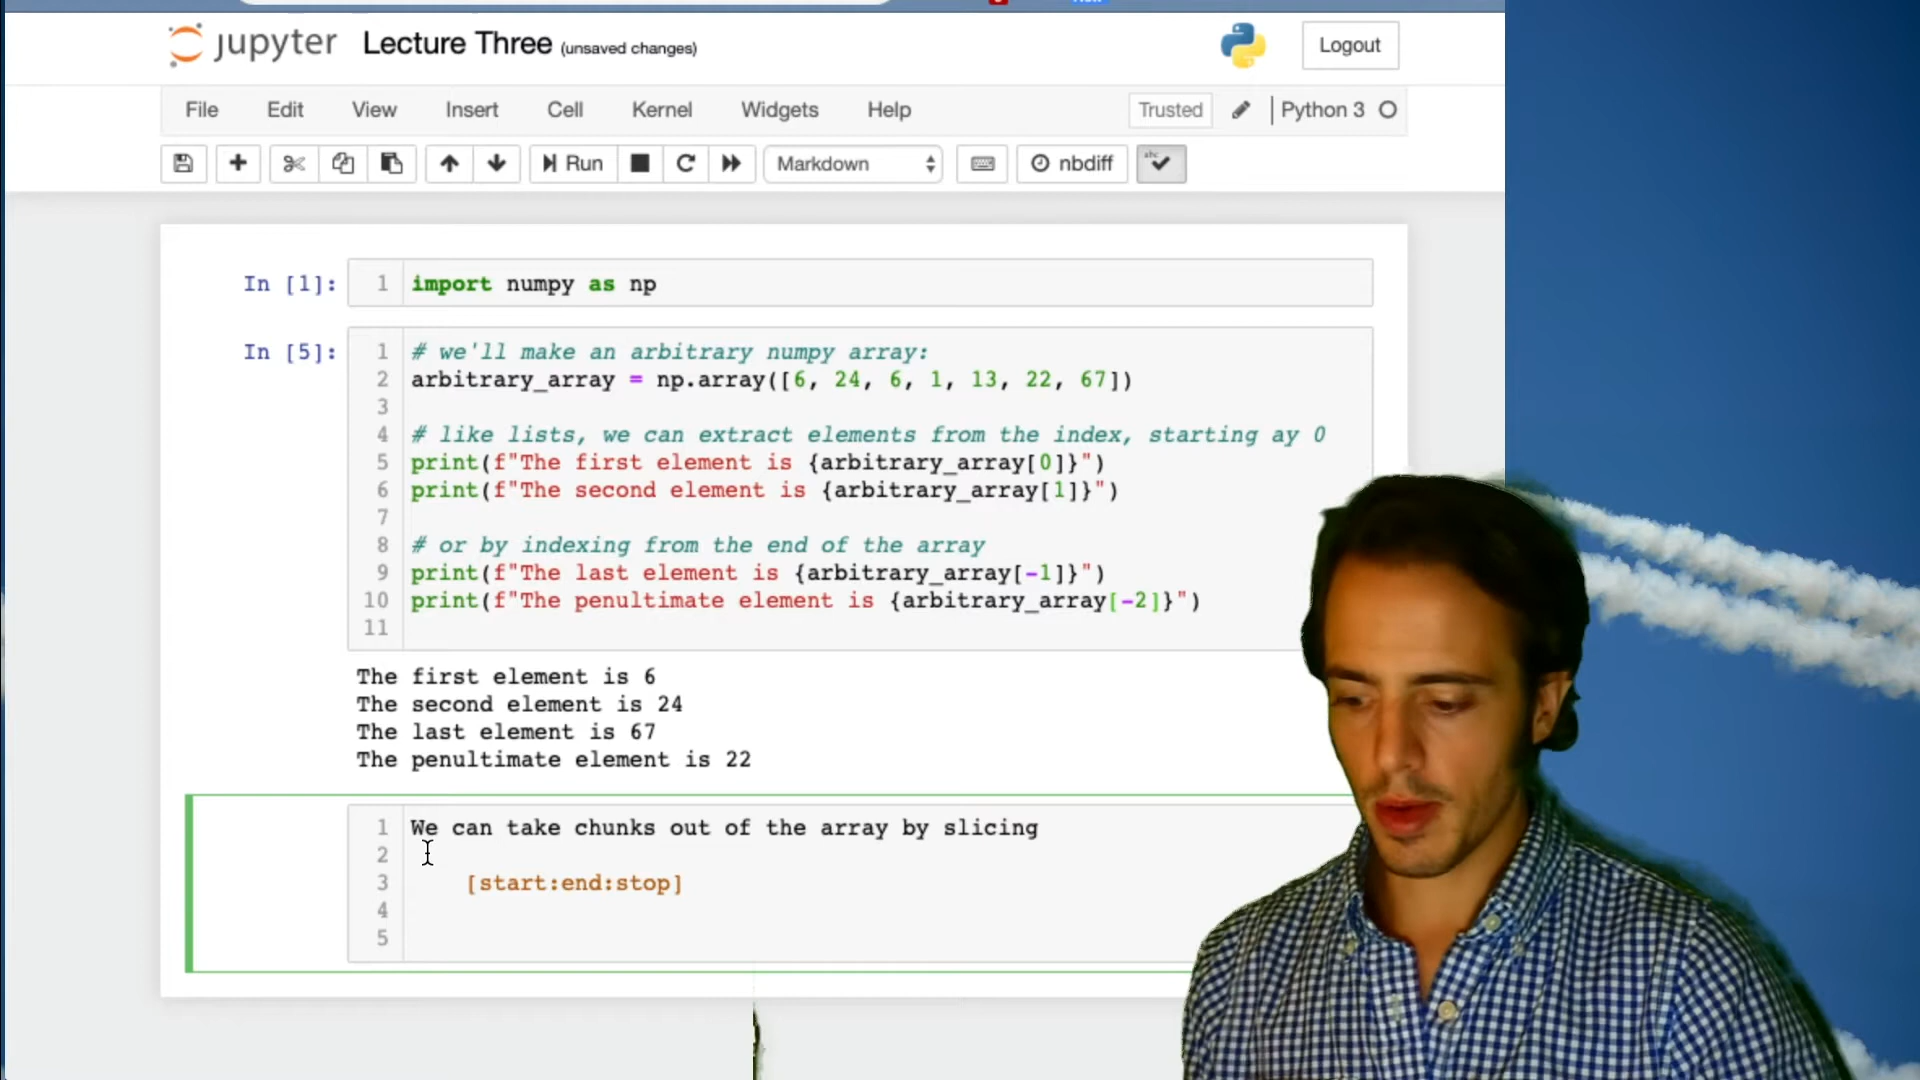 jupyter Lecture Three (unsaved changes) Logout
File Edit View Insert Cell Kernel Widgets Help Trusted Python 3
Run Markdown nbdiff abc
In [1]: 1 import numpy as np
In [5]: 1 # we'll make an arbitrary numpy array:
2 arbitrary_array = np.array([6, 24, 6, 1, 13, 22, 67])
3
4 # like lists, we can extract elements from the index, starting ay 0
5 print(f"The first element is {arbitrary_array[0]}")
6 print(f"The second element is {arbitrary_array[1]}")
7
8 # or by indexing from the end of the array
9 print(f"The last element is {arbitrary_array[-1]}")
10 print(f"The penultimate element is {arbitrary_array[-2]}")
11
The first element is 6
The second element is 24
The last element is 67
The penultimate element is 22
1 We can take chunks out of the array by slicing
2
3 [start:end:stop]
4
5